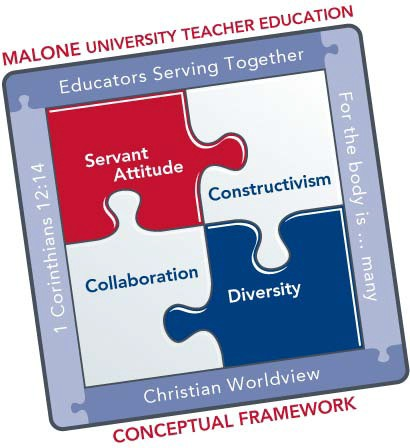 MALONE UNIVERSITY TEACHER EDUCATION
Educators Serving Together
1 Corinthians 12:14
For the body is ... many
Servant
Attitude
Constructivism
Collaboration
Diversity
Christian Worldview
CONCEPTUAL FRAMEWORK